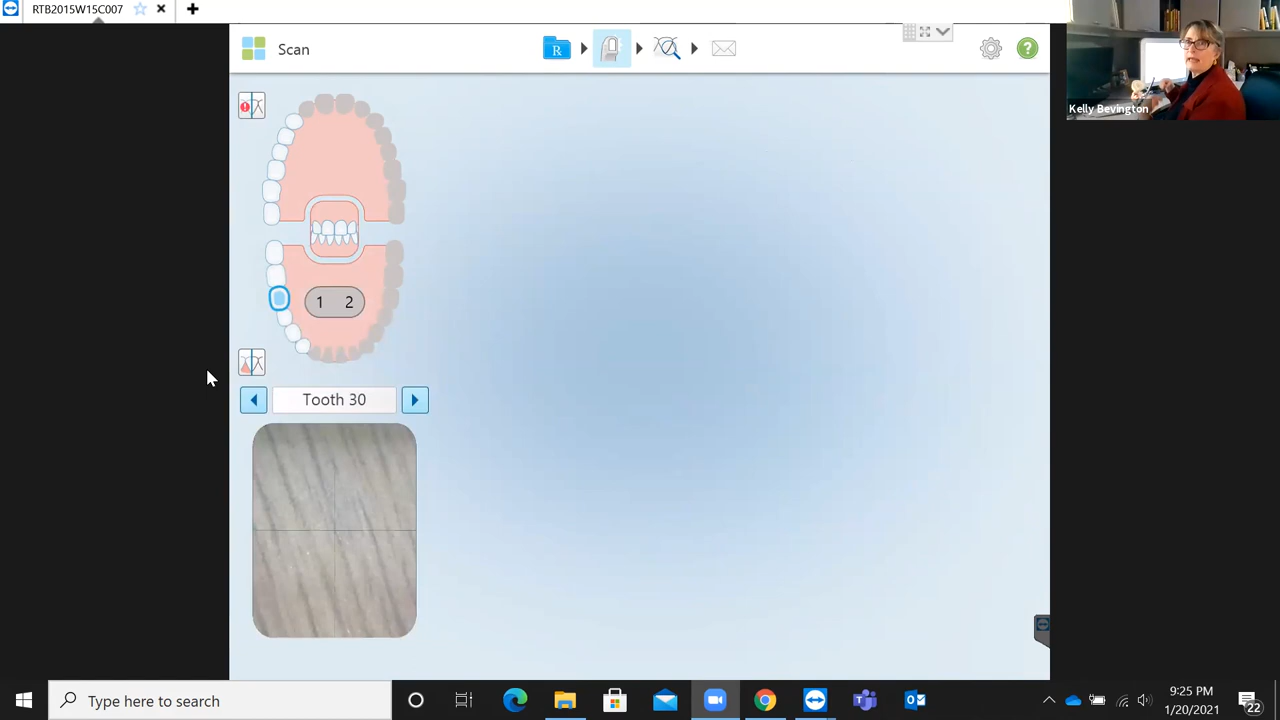 RTB2015W15C007
Scan
R
?
Kelly Bevington
1 2
Tooth 30
Type here to search
9:25 PM
1/20/2021
22